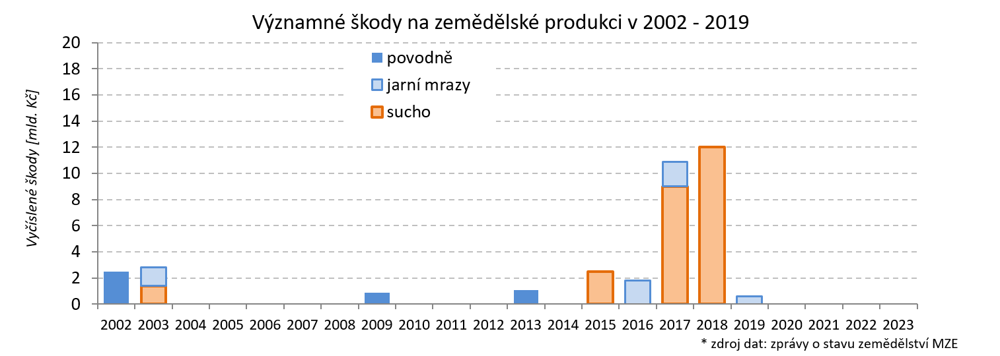 Významné škody na zemědělské produkci v 2002 - 2019
20
18
16
14
12
10
8
6
4
2
0
Vyčíslené škody [mld. Kč]
povodně
jarní mrazy
sucho
2002 2003 2004 2005 2006 2007 2008 2009 2010 2011 2012 2013 2014 2015 2016 2017 2018 2019 2020 2021 2022 2023
* zdroj dat: zprávy o stavu zemědělství MZE